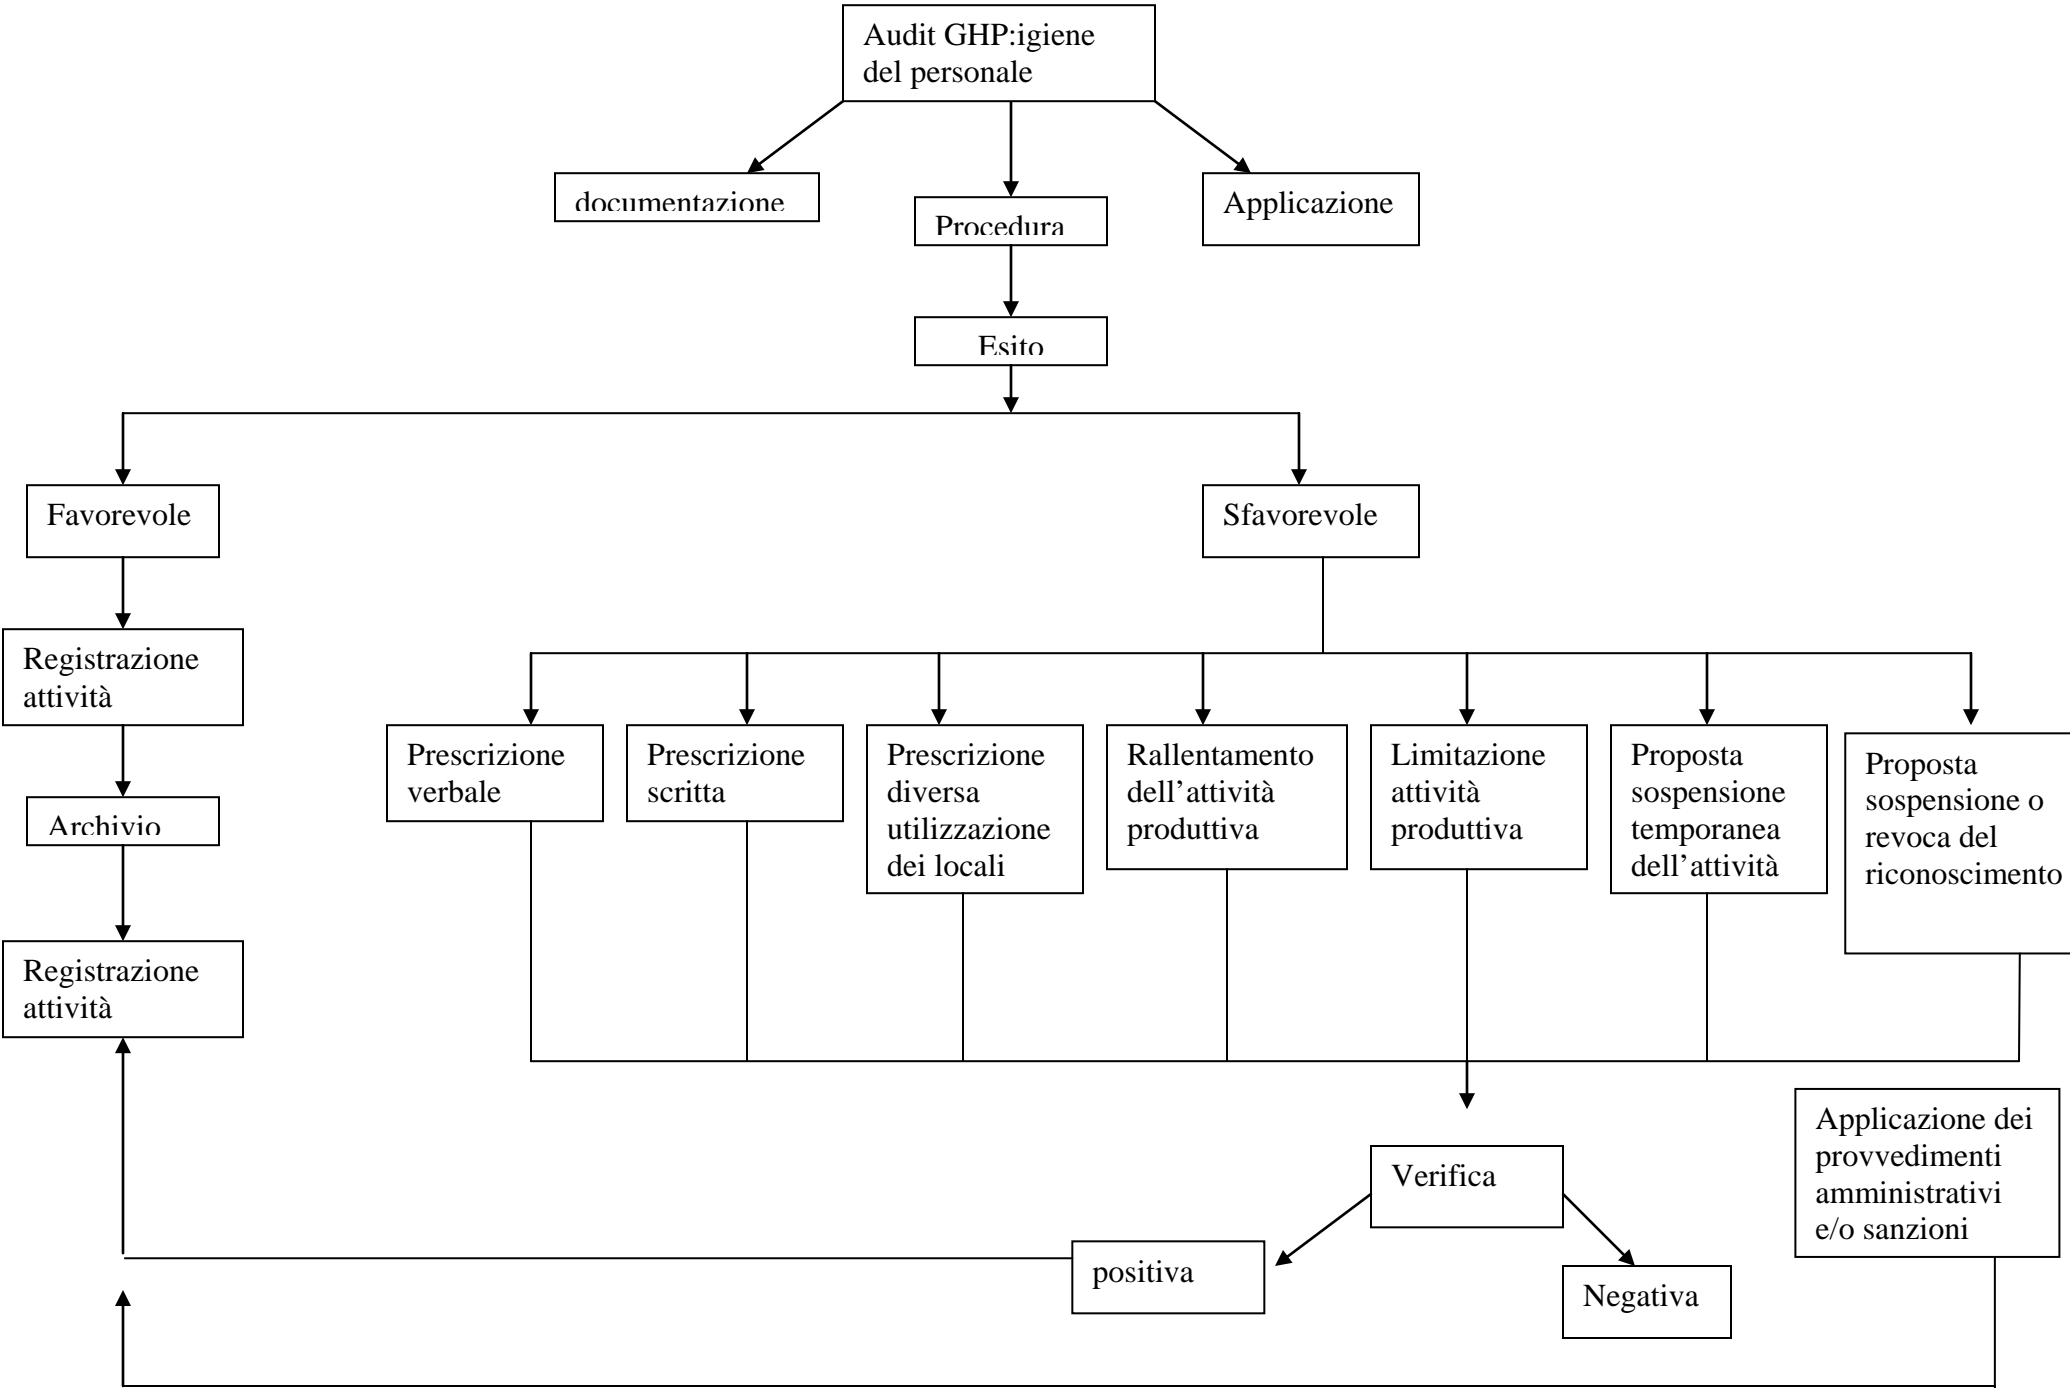 Audit GHP:igiene
del personale
documentazione
Procedura
Applicazione
Esito
Favorevole
Sfavorevole
Registrazione
attività
Prescrizione
verbale
Prescrizione
scritta
Prescrizione
diversa
utilizzazione
dei locali
Rallentamento
dell’attività
produttiva
Limitazione
attività
produttiva
Proposta
sospensione
temporanea
dell’attività
Proposta
sospensione o
revoca del
riconoscimento
Archivio
Registrazione
attività
Applicazione dei
provvedimenti
amministrativi
e/o sanzioni
Verifica
positiva
Negativa